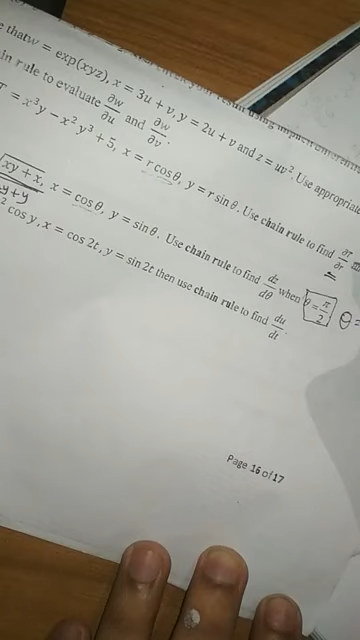 that w = exp(xyz), x = 3u + v, y = 2u + v and z = uv². Use appropriate
in rule to evaluate ∂w/∂u and ∂w/∂v.
= x³y − x²y³ + 5, x = r cos θ, y = r sin θ. Use chain rule to find ∂T/∂r
xy + x, x = cos θ, y = sin θ. Use chain rule to find dz/dθ when θ = π/2 θ =
y+y
² cos y, x = cos 2t, y = sin 2t then use chain rule to find du/dt.
Page 16 of 17